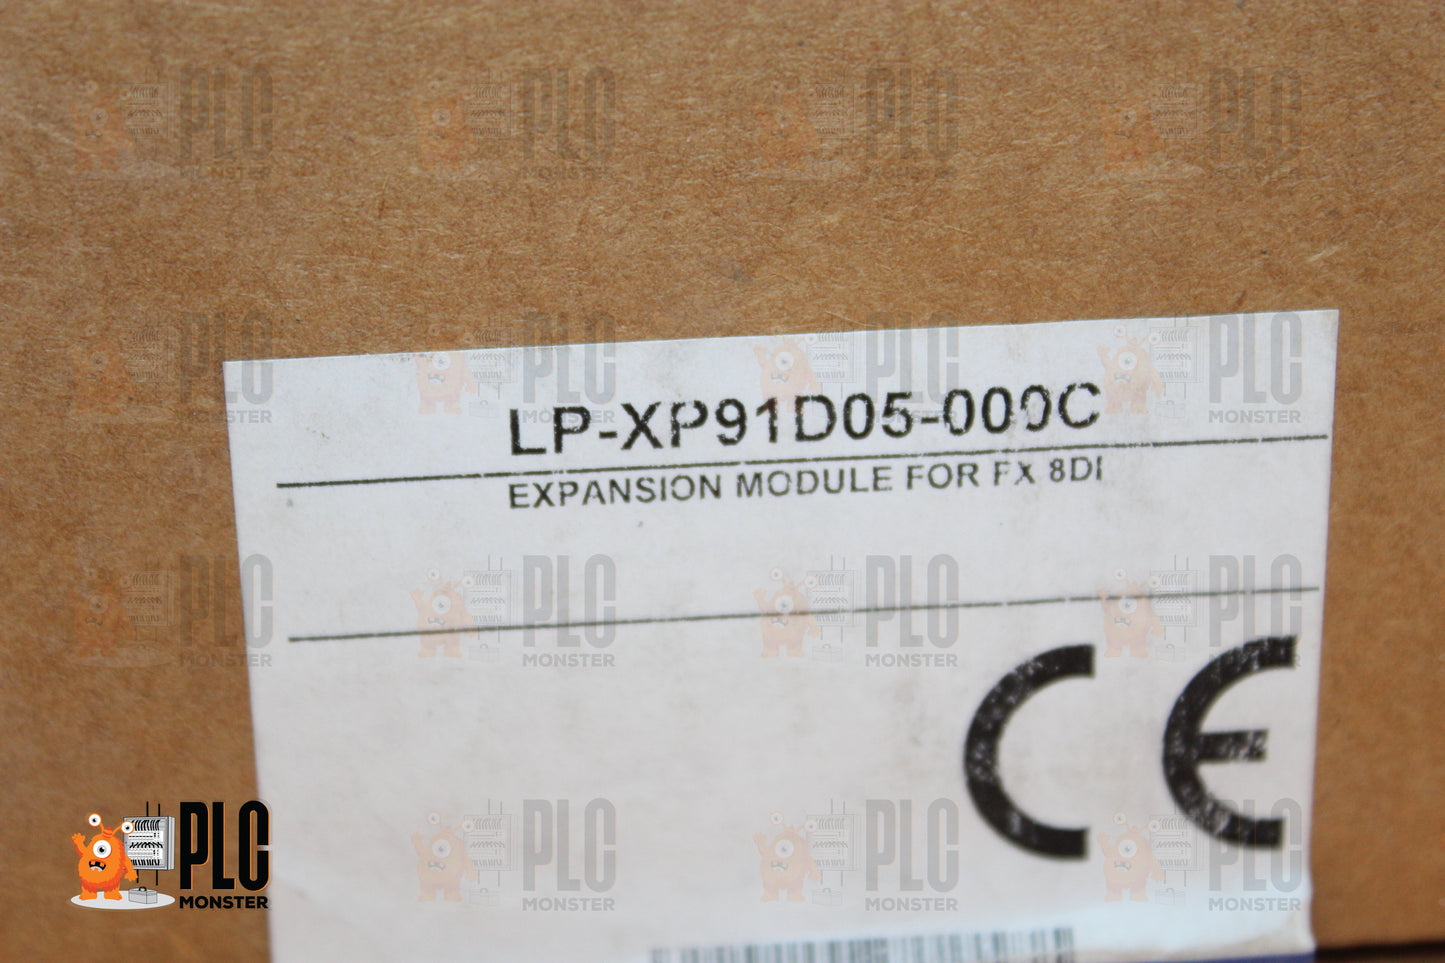 LP-XP91D05-000C
EXPANSION MODULE FOR FX 8DI
CE
PLC
MONSTER